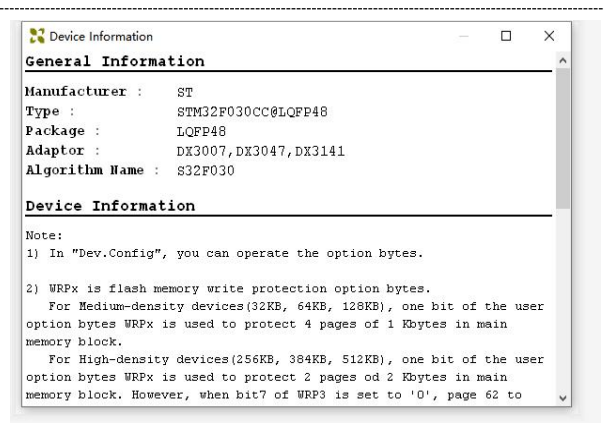 Device Information
General Information
Manufacturer : ST
Type : STM32F030CC@LQFP48
Package : LQFP48
Adaptor : DX3007,DX3047,DX3141
Algorithm Name : S32F030
Device Information
Note:
1) In "Dev.Config", you can operate the option bytes.
2) WRPx is flash memory write protection option bytes.
For Medium-density devices(32KB, 64KB, 128KB), one bit of the user
option bytes WRPx is used to protect 4 pages of 1 Kbytes in main
memory block.
For High-density devices(256KB, 384KB, 512KB), one bit of the user
option bytes WRPx is used to protect 2 pages od 2 Kbytes in main
memory block. However, when bit7 of WRP3 is set to '0', page 62 to